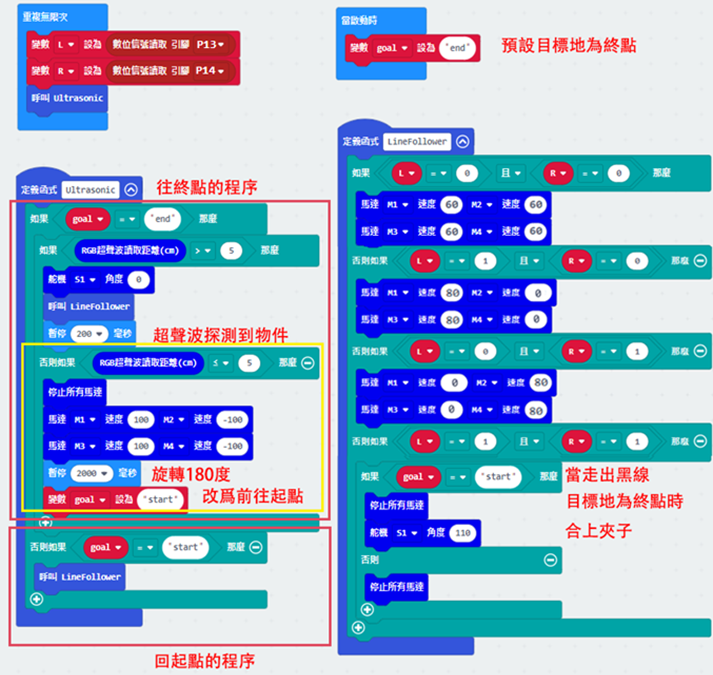 重複無限次
變數 L 設為 數位信號讀取 引腳 P13
變數 R 設為 數位信號讀取 引腳 P14
呼叫 Ultrasonic
當啟動時
變數 goal 設為 "end"
預設目標地為終點
定義函式 Ultrasonic
往終點的程序
如果 goal = "end" 那麼
如果 RGB超聲波讀取距離(cm) > 5 那麼
舵機 S1 角度 0
呼叫 LineFollower
暫停 200 毫秒
超聲波探測到物件
否則如果 RGB超聲波讀取距離(cm) ≤ 5 那麼
停止所有馬達
馬達 M1 速度 100 M2 速度 -100
馬達 M3 速度 100 M4 速度 -100
暫停 2000 毫秒
旋轉180度
變數 goal 設為 "start"
改爲前往起點
否則如果 goal = "start" 那麼
呼叫 LineFollower
回起點的程序
定義函式 LineFollower
如果 L = 0 且 R = 0 那麼
馬達 M1 速度 60 M2 速度 60
馬達 M3 速度 60 M4 速度 60
否則如果 L = 1 且 R = 0 那麼
馬達 M1 速度 80 M2 速度 0
馬達 M3 速度 80 M4 速度 0
否則如果 L = 0 且 R = 1 那麼
馬達 M1 速度 0 M2 速度 80
馬達 M3 速度 0 M4 速度 80
否則如果 L = 1 且 R = 1 那麼
如果 goal = "start" 那麼
停止所有馬達
舵機 S1 角度 110
否則
停止所有馬達
當走出黑線
目標地為終點時
合上夾子